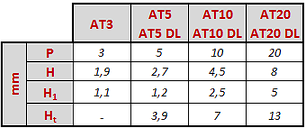 AT3 AT5 AT10 AT20
AT5 DL AT10 DL AT20 DL
mm
P 3 5 10 20
H 1,9 2,7 4,5 8
H1 1,1 1,2 2,5 5
Ht - 3,9 7 13